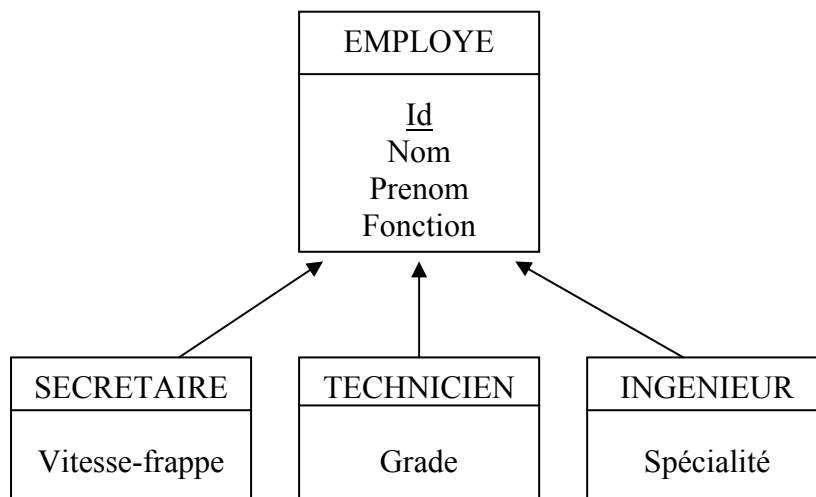 EMPLOYE
Id
Nom
Prenom
Fonction
SECRETAIRE
Vitesse-frappe
TECHNICIEN
Grade
INGENIEUR
Spécialité